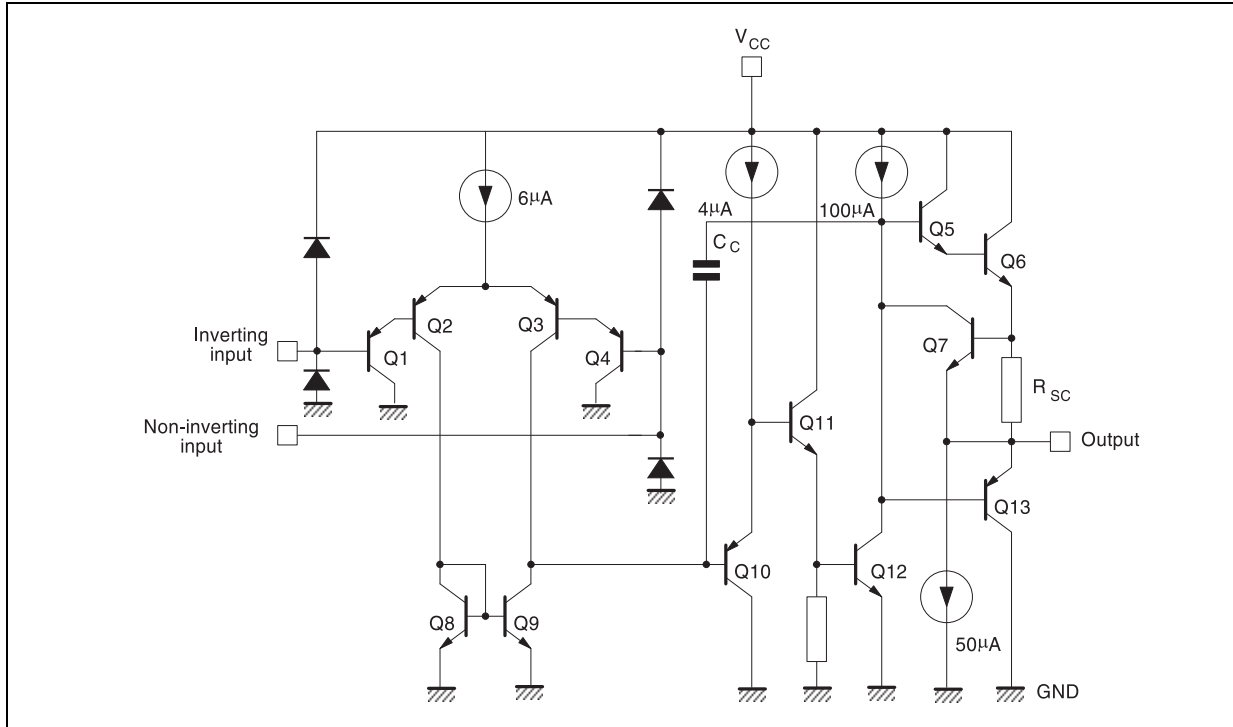 VCC
6μA
4μA
100μA
CC
Q5
Q6
Q2
Q3
Q1
Q4
Q7
RSC
Inverting
input
Non-inverting
input
Q11
Output
Q13
Q10
Q12
Q8
Q9
50μA
GND